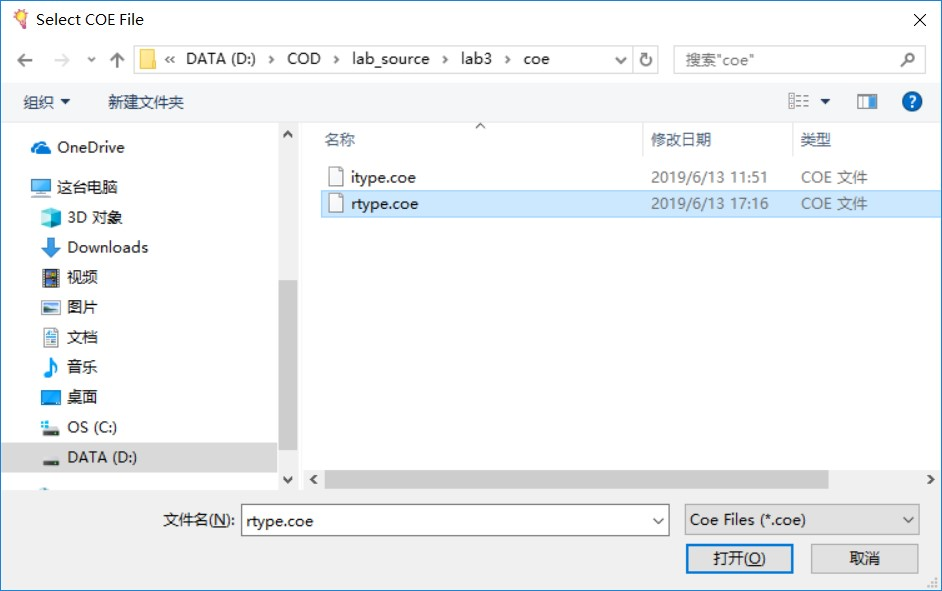 Select COE File
« DATA (D:) › COD › lab_source › lab3 › coe
搜索"coe"
组织
新建文件夹
OneDrive
这台电脑
3D 对象
Downloads
视频
图片
文档
音乐
桌面
OS (C:)
DATA (D:)
名称 修改日期 类型
itype.coe 2019/6/13 11:51 COE 文件
rtype.coe 2019/6/13 17:16 COE 文件
文件名(N): rtype.coe
Coe Files (*.coe)
打开(O) 取消